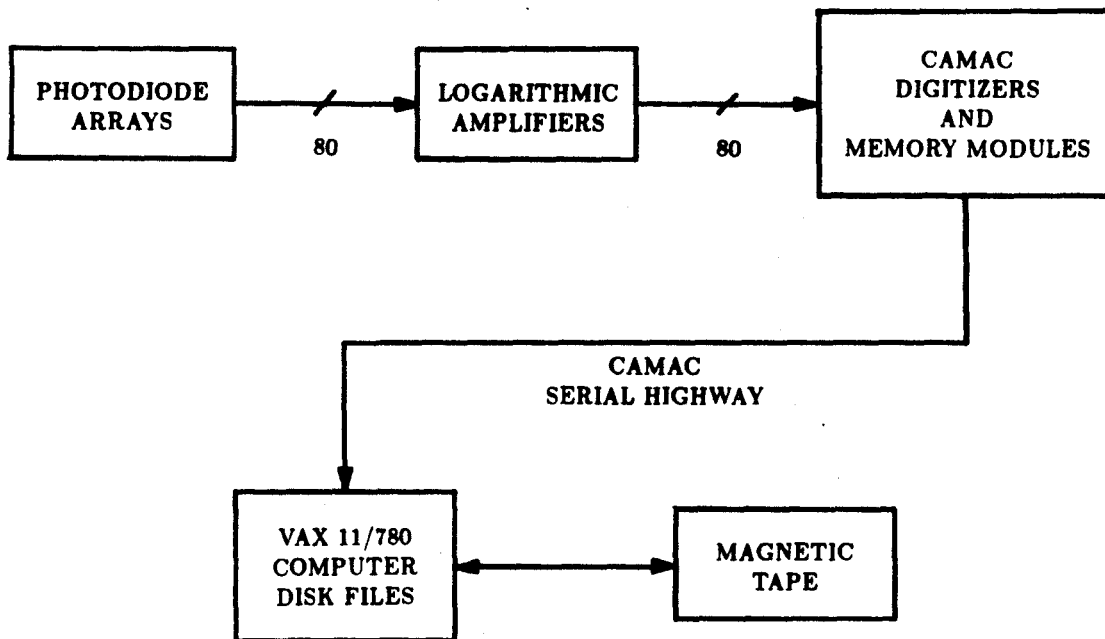 PHOTODIODE
ARRAYS
80
LOGARITHMIC
AMPLIFIERS
80
CAMAC
DIGITIZERS
AND
MEMORY MODULES
CAMAC
SERIAL HIGHWAY
VAX 11/780
COMPUTER
DISK FILES
MAGNETIC
TAPE